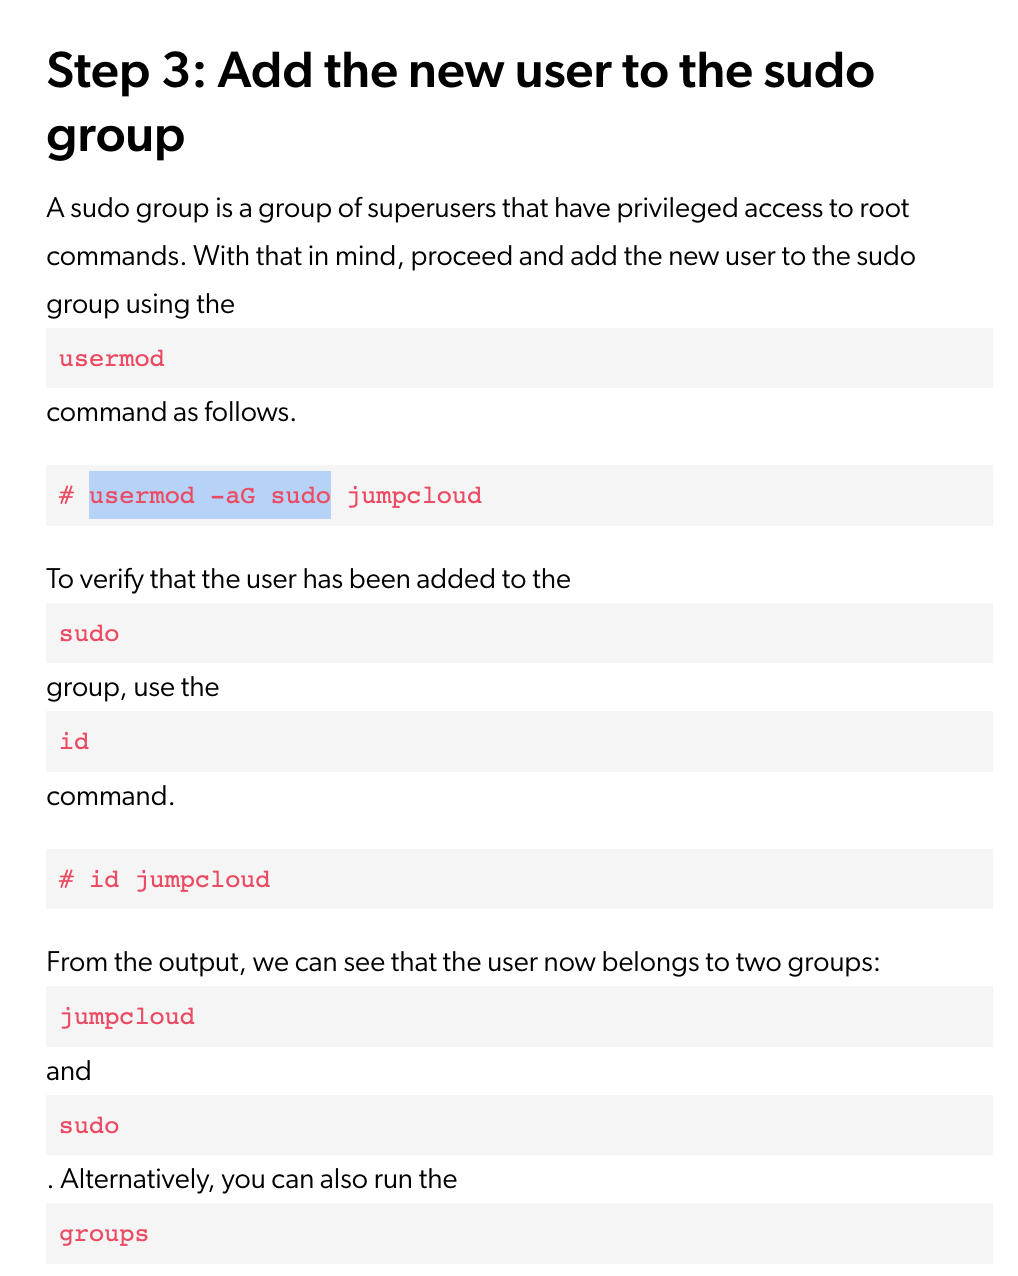 Step 3: Add the new user to the sudo
group
A sudo group is a group of superusers that have privileged access to root
commands. With that in mind, proceed and add the new user to the sudo
group using the
usermod
command as follows.
# usermod -aG sudo jumpcloud
To verify that the user has been added to the
sudo
group, use the
id
command.
# id jumpcloud
From the output, we can see that the user now belongs to two groups:
jumpcloud
and
sudo
. Alternatively, you can also run the
groups